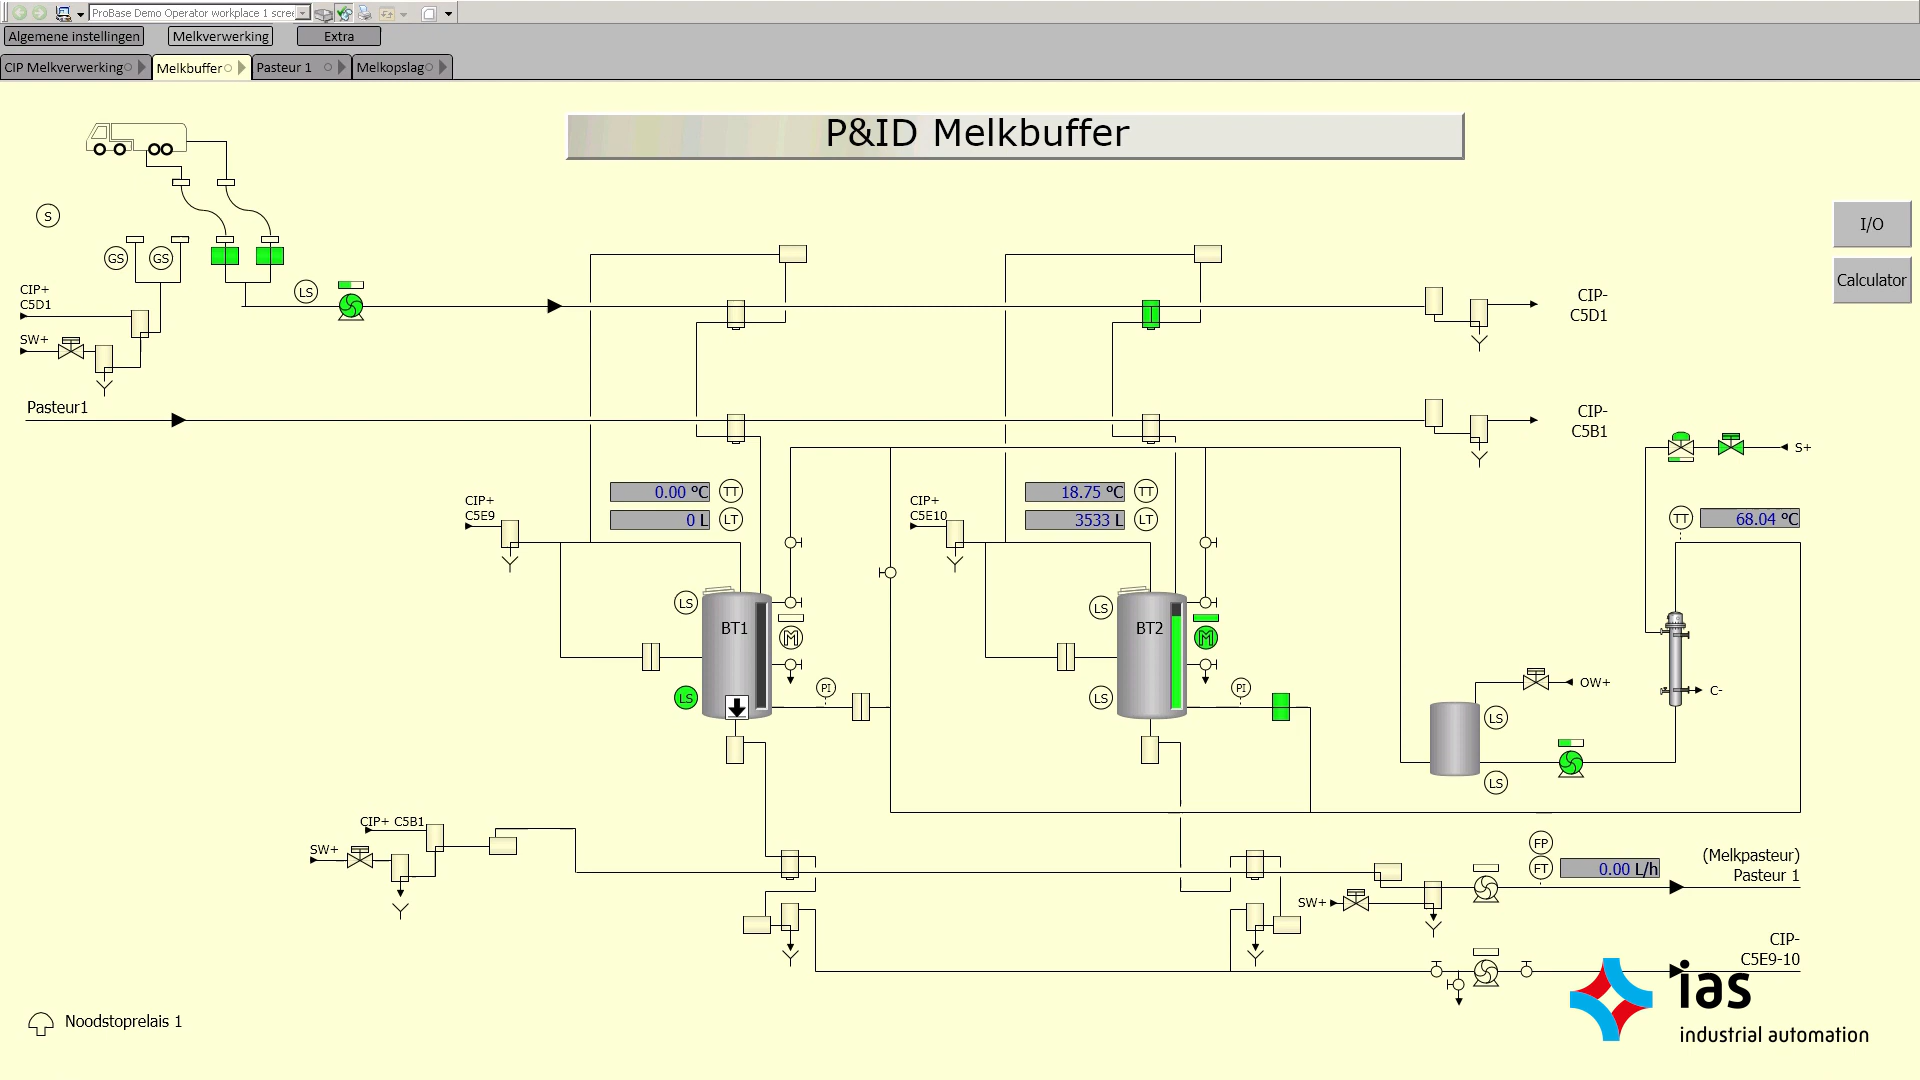 ProBase Demo Operator workplace 1 scree
Algemene instellingen
Melkverwerking
Extra
CIP Melkverwerking
Melkbuffer
Pasteur 1
Melkopslag
P&ID Melkbuffer
I/O
Calculator
S
GS
GS
LS
CIP+
C5D1
SW+
CIP-
C5D1
Pasteur1
CIP-
C5B1
S+
CIP+
C5E9
0.00 °C
TT
0 L
LT
CIP+
C5E10
18.75 °C
TT
3533 L
LT
TT
68.04 °C
LS
BT1
M
LS
PI
LS
BT2
M
LS
PI
OW+
C-
LS
LS
CIP+ C5B1
SW+
FP
FT
0.00 L/h
(Melkpasteur)
Pasteur 1
SW+
CIP-
C5E9-10
Noodstoprelais 1
ias
industrial automation